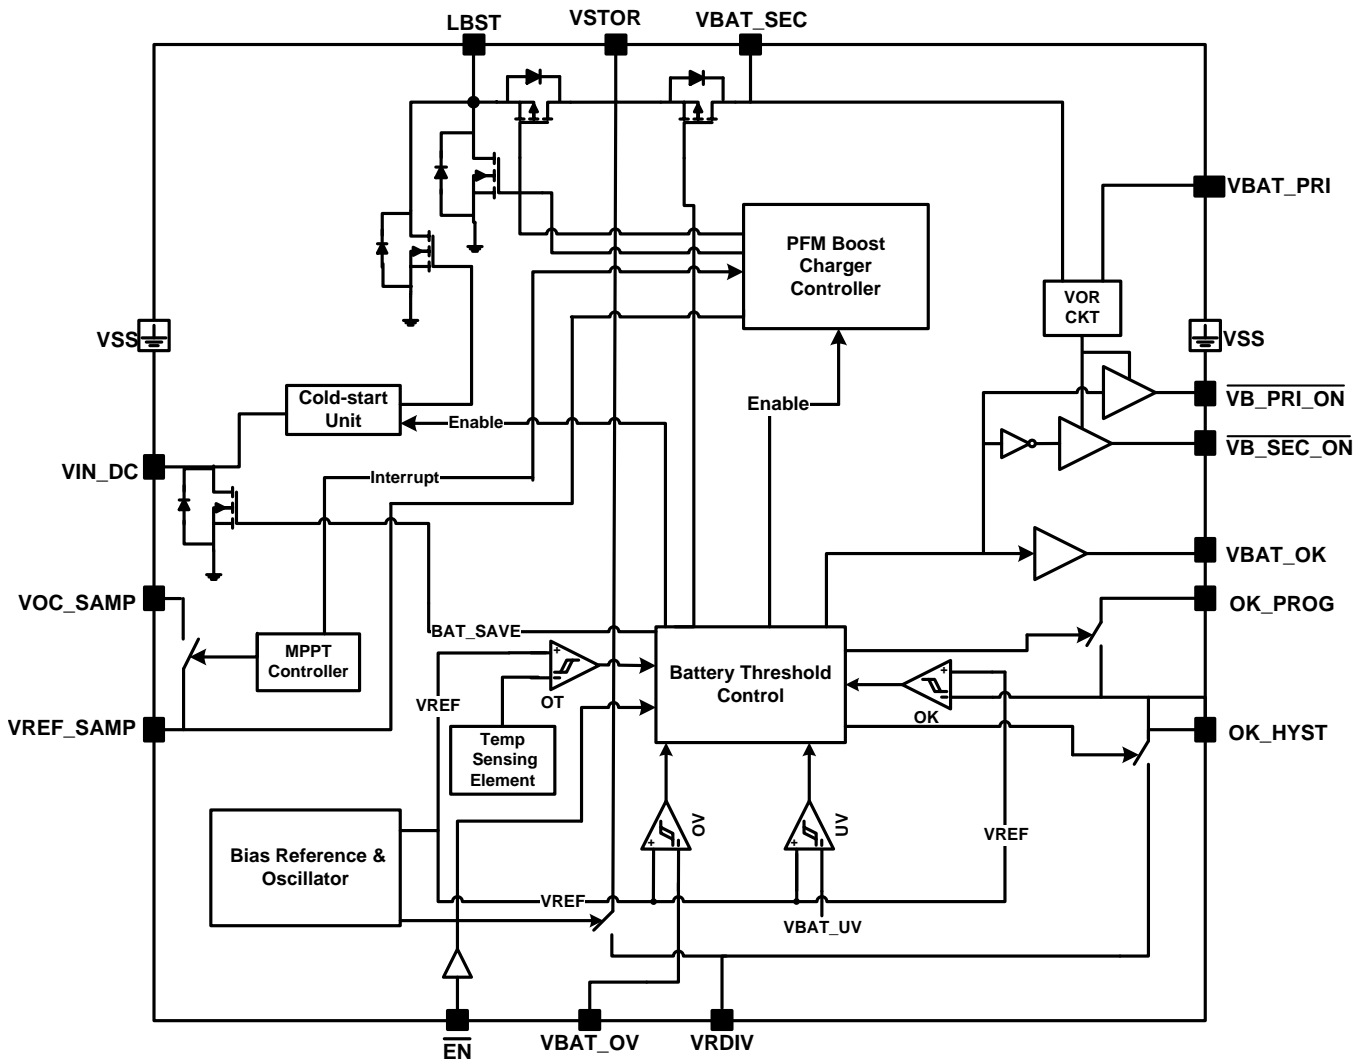 LBST
VSTOR
VBAT_SEC
VBAT_PRI
PFM Boost
Charger
Controller
VOR
CKT
VSS
VSS
Cold-start
Unit
Enable
Enable
VB_PRI_ON
VB_SEC_ON
VIN_DC
Interrupt
VBAT_OK
VOC_SAMP
OK_PROG
MPPT
Controller
BAT_SAVE
+
Battery Threshold
Control
+
VREF
OT
OK
VREF_SAMP
OK_HYST
Temp
Sensing
Element
OV
UV
+
+
VREF
Bias Reference &
Oscillator
VREF
VBAT_UV
EN
VBAT_OV
VRDIV